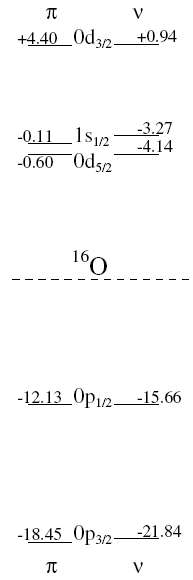 π ν
+4.40 0d3/2 +0.94
-0.11 1s1/2 -3.27
-0.60 0d5/2 -4.14
16O
-12.13 0p1/2 -15.66
-18.45 0p3/2 -21.84
π ν